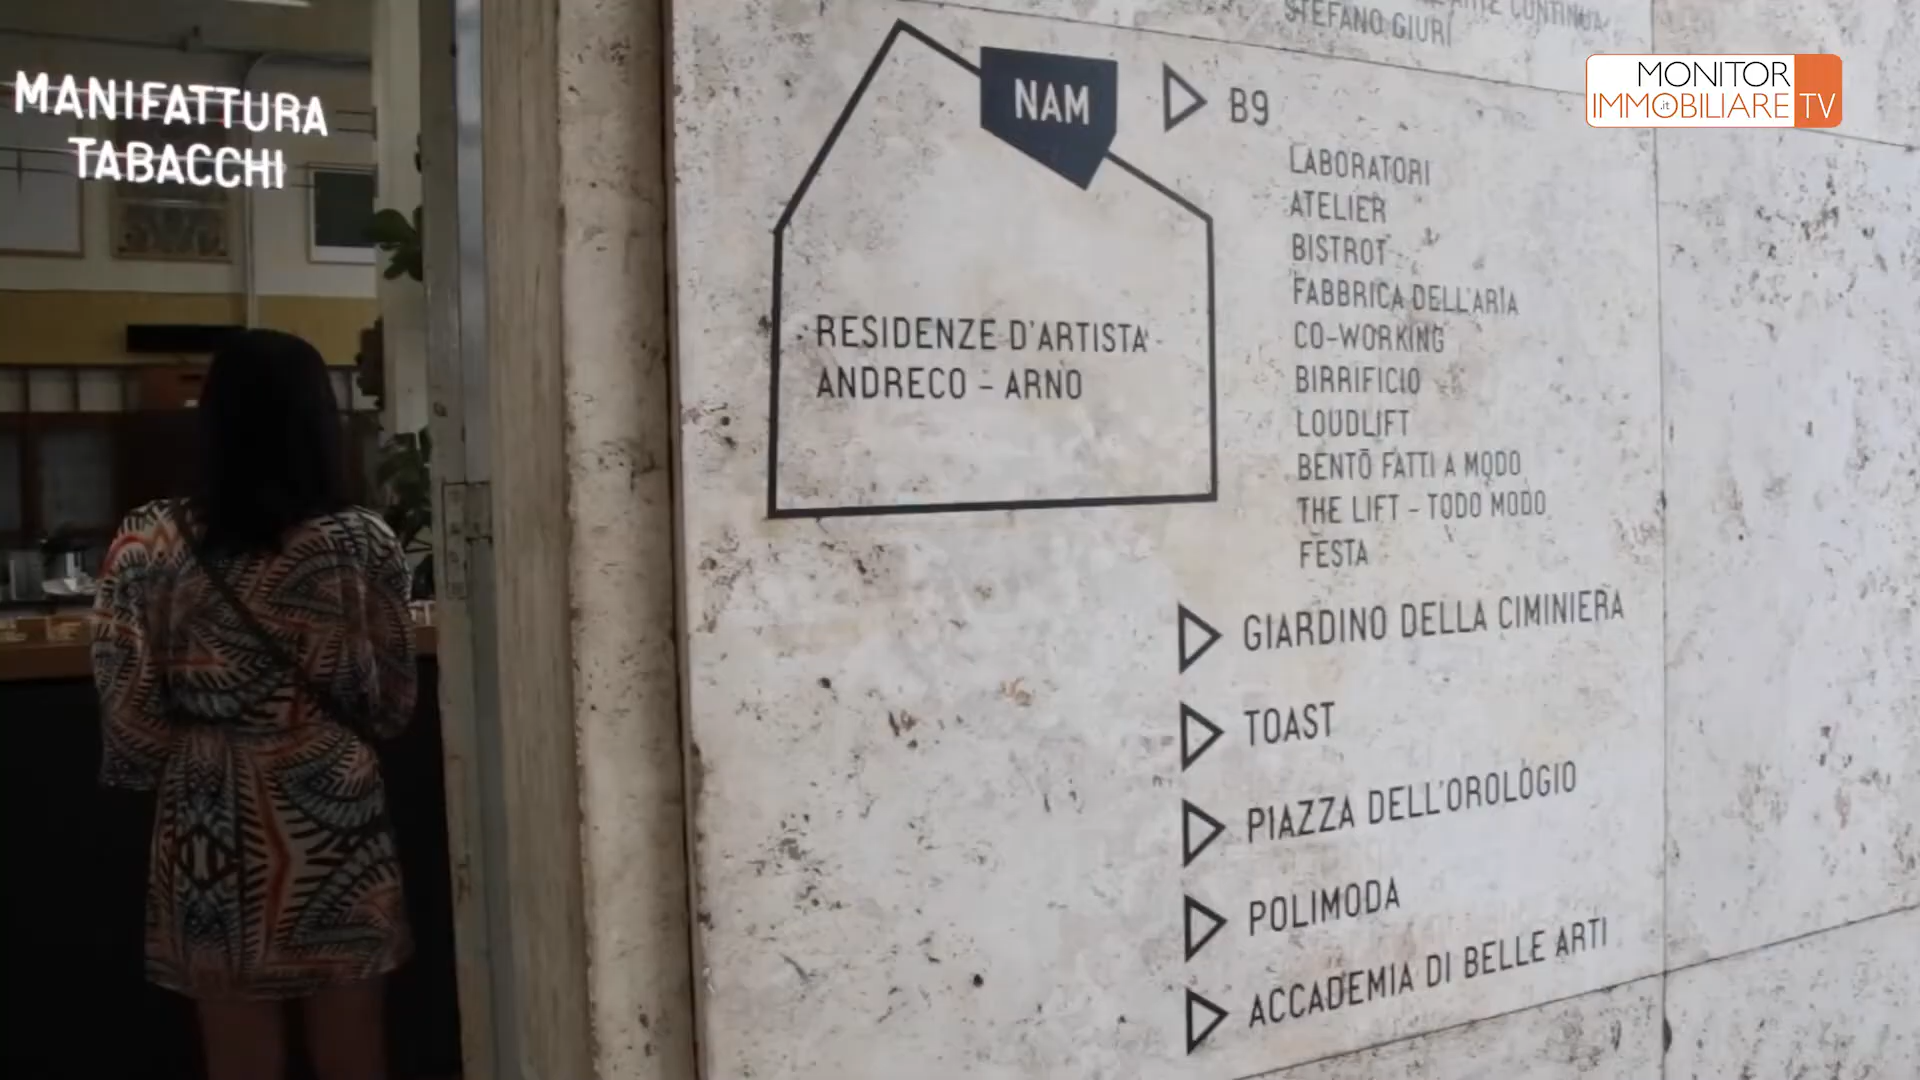 MANIFATTURA
TABACCHI
CONTINUA
STEFANO GIURI
NAM
RESIDENZE D'ARTISTA
ANDRECO – ARNO
B9
LABORATORI
ATELIER
BISTROT
FABBRICA DELL'ARIA
CO-WORKING
BIRRIFICIO
LOUDLIFT
BENTŌ FATTI A MODO
THE LIFT – TODO MODO
FESTA
GIARDINO DELLA CIMINIERA
TOAST
PIAZZA DELL'OROLOGIO
POLIMODA
ACCADEMIA DI BELLE ARTI
MONITOR
IMMOBILIARE.it TV